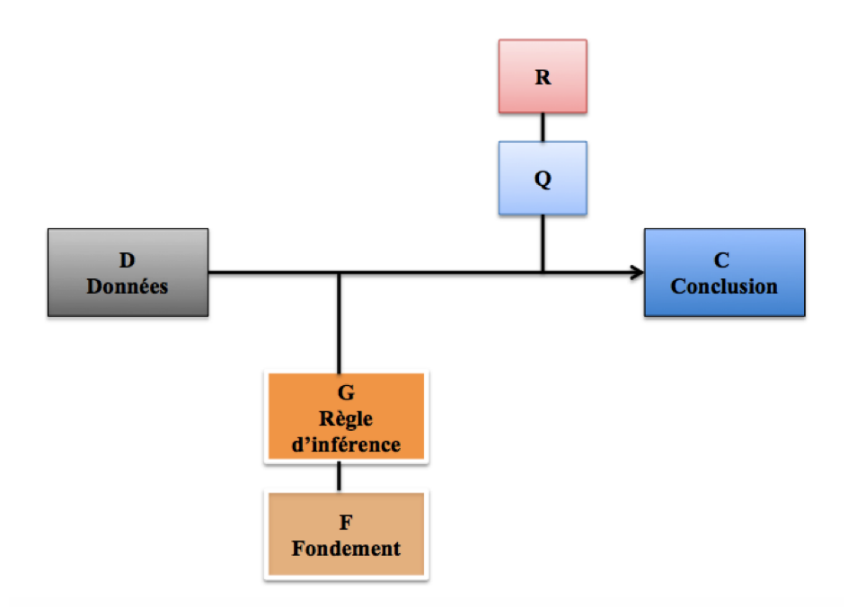 R
Q
D
Données
C
Conclusion
G
Règle
d'inférence
F
Fondement